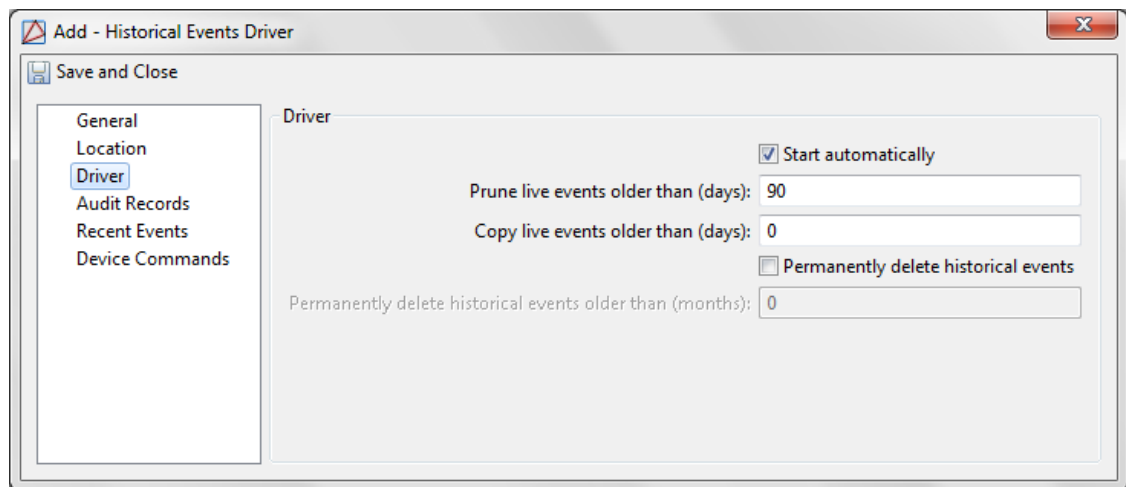 Add - Historical Events Driver
Save and Close
General
Location
Driver
Audit Records
Recent Events
Device Commands
Driver
Start automatically
Prune live events older than (days): 90
Copy live events older than (days): 0
Permanently delete historical events
Permanently delete historical events older than (months): 0